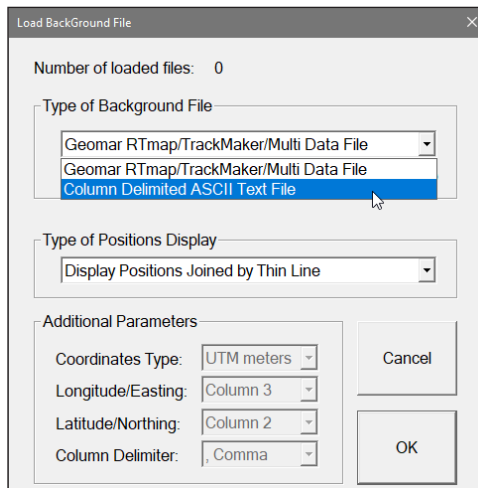 Load BackGround File
Number of loaded files: 0
Type of Background File
Geomar RTmap/TrackMaker/Multi Data File
Geomar RTmap/TrackMaker/Multi Data File
Column Delimited ASCII Text File
Type of Positions Display
Display Positions Joined by Thin Line
Additional Parameters
Coordinates Type: UTM meters
Longitude/Easting: Column 3
Latitude/Northing: Column 2
Column Delimiter: , Comma
Cancel
OK